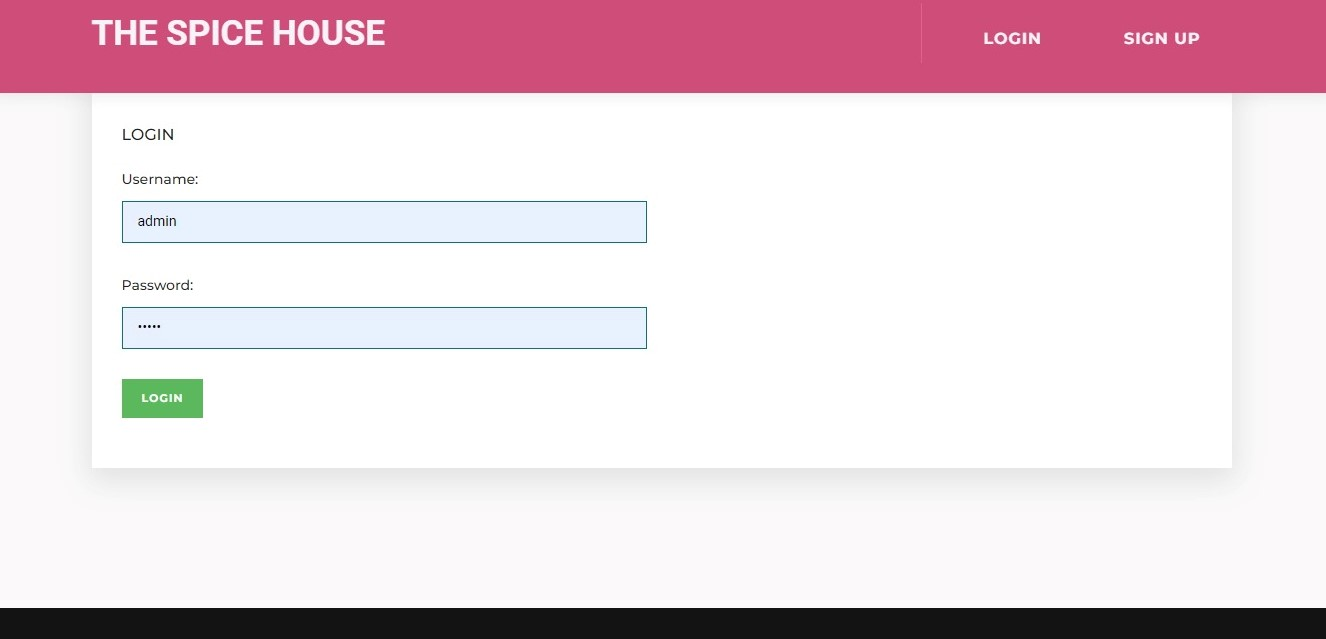 THE SPICE HOUSE
LOGIN
SIGN UP
LOGIN
Username:
admin
Password:
•••••
LOGIN